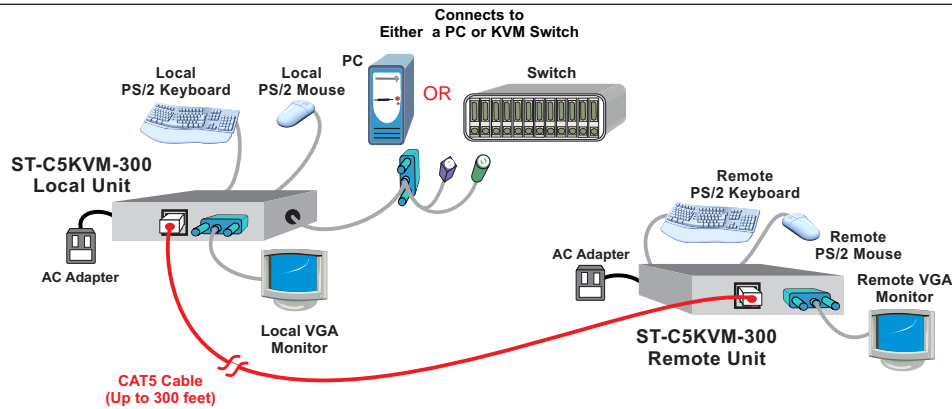 Connects to
Either a PC or KVM Switch
PC
OR
Switch
Local
PS/2 Keyboard
Local
PS/2 Mouse
ST-C5KVM-300
Local Unit
AC Adapter
Local VGA
Monitor
CAT5 Cable
(Up to 300 feet)
Remote
PS/2 Keyboard
Remote
PS/2 Mouse
AC Adapter
Remote VGA
Monitor
ST-C5KVM-300
Remote Unit